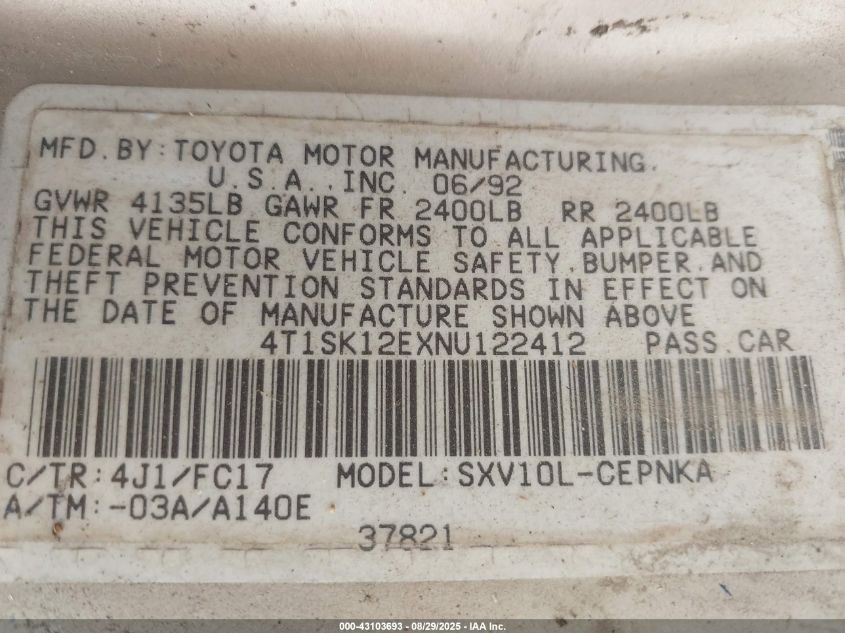 MFD. BY: TOYOTA MOTOR MANUFACTURING,
U.S.A., INC. 06/92
GVWR 4135LB GAWR FR 2400LB RR 2400LB
THIS VEHICLE CONFORMS TO ALL APPLICABLE
FEDERAL MOTOR VEHICLE SAFETY, BUMPER, AND
THEFT PREVENTION STANDARDS IN EFFECT ON
THE DATE OF MANUFACTURE SHOWN ABOVE
4T1SK12EXNU122412 PASS.CAR
C/TR: 4J1/FC17 MODEL: SXV10L-CEPNKA
A/TM: -03A/A140E
37821
000-43103693 - 08/29/2025 - IAA Inc.